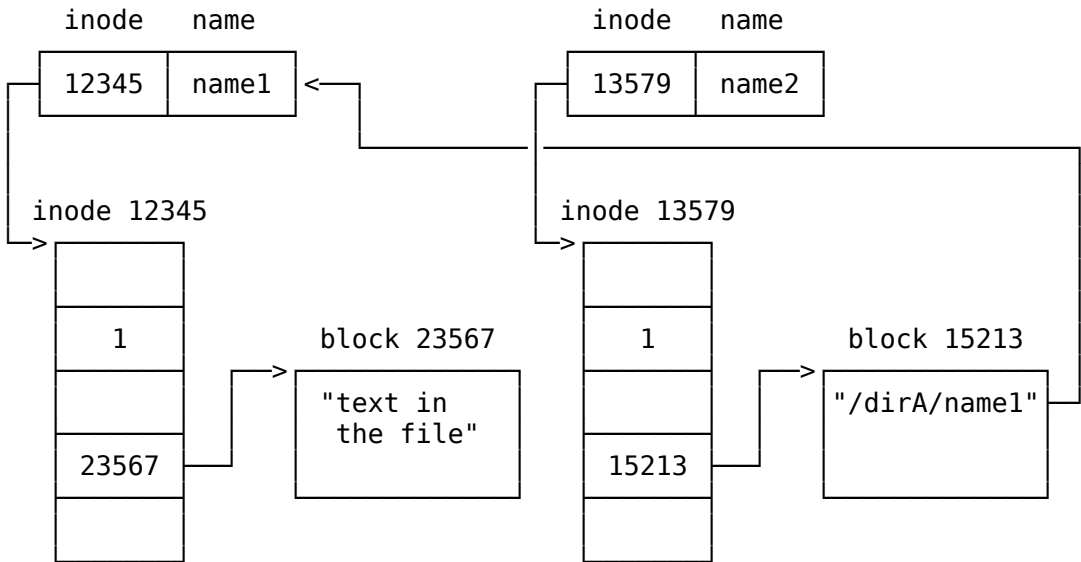 inode name inode name
12345 name1 < 13579 name2
inode 12345 inode 13579
> >
1 block 23567 1 block 15213
> >
"text in "/dirA/name1"
the file"
23567 15213